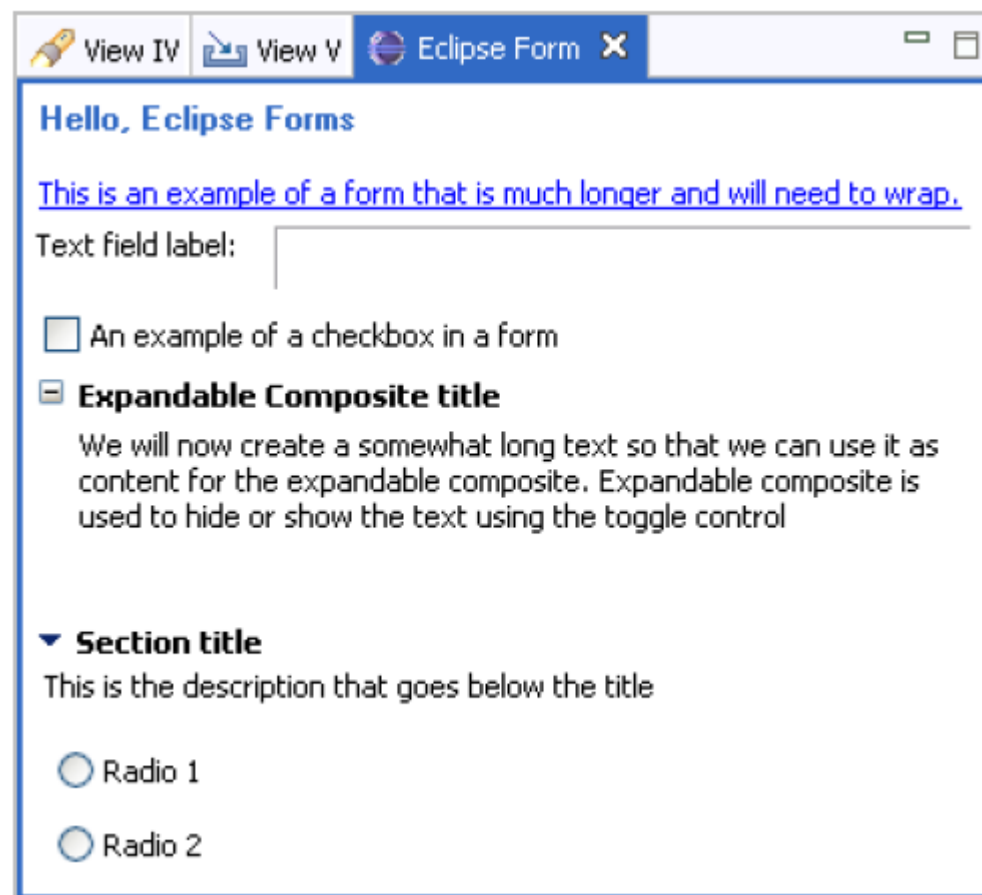 View IV View V Eclipse Form
Hello, Eclipse Forms
This is an example of a form that is much longer and will need to wrap.
Text field label:
An example of a checkbox in a form
Expandable Composite title
We will now create a somewhat long text so that we can use it as
content for the expandable composite. Expandable composite is
used to hide or show the text using the toggle control
Section title
This is the description that goes below the title
Radio 1
Radio 2